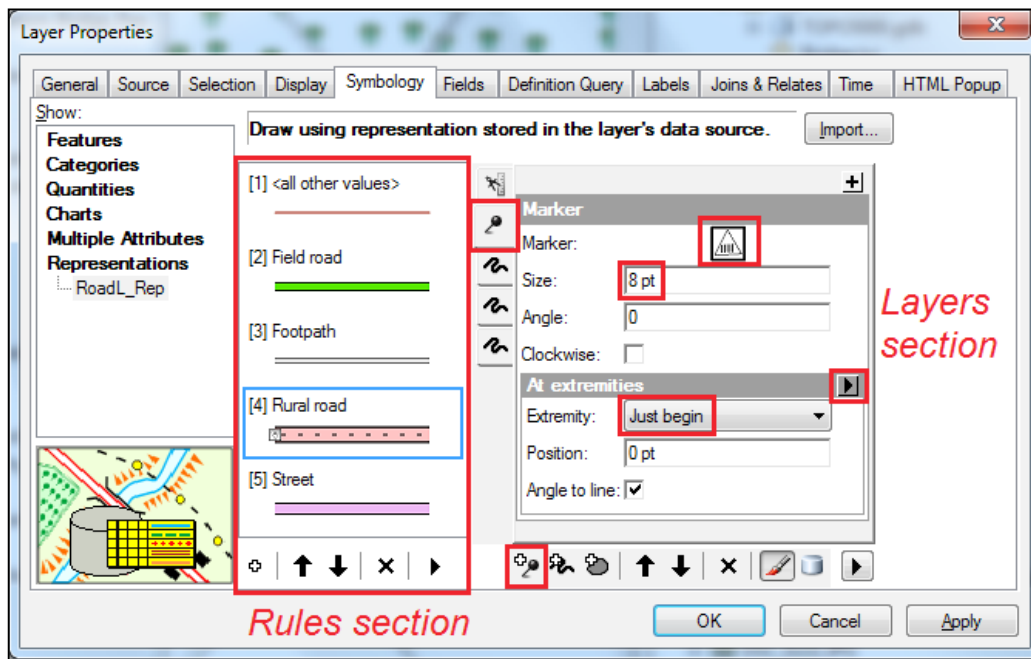 Layer Properties
General Source Selection Display Symbology Fields Definition Query Labels Joins & Relates Time HTML Popup
Show:
Features
Categories
Quantities
Charts
Multiple Attributes
Representations
RoadL_Rep
Draw using representation stored in the layer's data source.
Import...
[1] <all other values>
[2] Field road
[3] Footpath
[4] Rural road
[5] Street
Marker
Marker:
Size: 8 pt
Angle: 0
Clockwise:
At extremities
Extremity: Just begin
Position: 0 pt
Angle to line:
Layers
section
Rules section
OK Cancel Apply